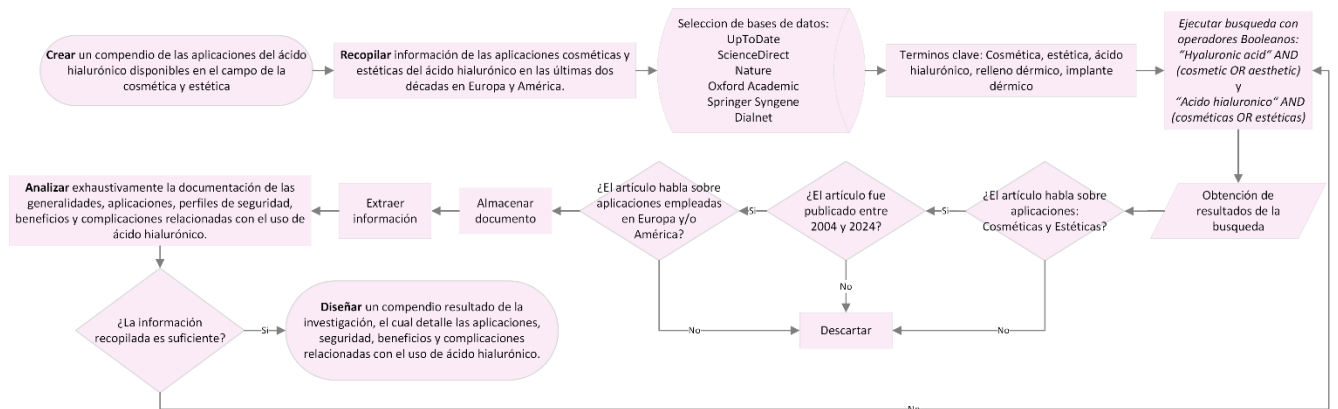 Crear un compendio de las aplicaciones del ácido
hialurónico disponibles en el campo de la
cosmética y estética
Recopilar información de las aplicaciones cosméticas y
estéticas del ácido hialurónico en las últimas dos
décadas en Europa y América.
Seleccion de bases de datos:
UpToDate
ScienceDirect
Nature
Oxford Academic
Springer Syngene
Dialnet
Terminos clave: Cosmética, estética, ácido
hialurónico, relleno dérmico, implante
dérmico
Ejecutar busqueda con
operadores Booleanos:
"Hyaluronic acid" AND
(cosmetic OR aesthetic)
y
"Acido hialuronico" AND
(cosméticas OR estéticas)
Obtención de
resultados de la
busqueda
¿El artículo habla sobre
aplicaciones:
Cosméticas y Estéticas?
Si
No
¿El artículo fue
publicado entre
2004 y 2024?
Si
No
¿El artículo habla sobre
aplicaciones empleadas
en Europa y/o
América?
No
Descartar
Almacenar
documento
Extraer
información
Analizar exhaustivamente la documentación de las
generalidades, aplicaciones, perfiles de seguridad,
beneficios y complicaciones relacionadas con el uso de
ácido hialurónico.
¿La información
recopilada es suficiente?
Si
Diseñar un compendio resultado de la
investigación, el cual detalle las aplicaciones,
seguridad, beneficios y complicaciones
relacionadas con el uso de ácido hialurónico.
No